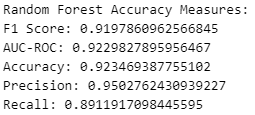 Random Forest Accuracy Measures:
F1 Score: 0.9197860962566845
AUC-ROC: 0.9229827895956467
Accuracy: 0.923469387755102
Precision: 0.9502762430939227
Recall: 0.8911917098445595